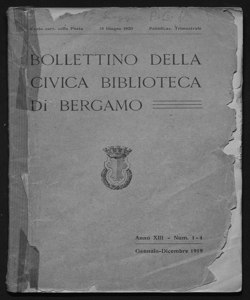 BOLLETTINO DELLA
CIVICA BIBLIOTECA
Di BERGAMO
Anno XIII - Num. 1-4
Gennaio-Dicembre 1919